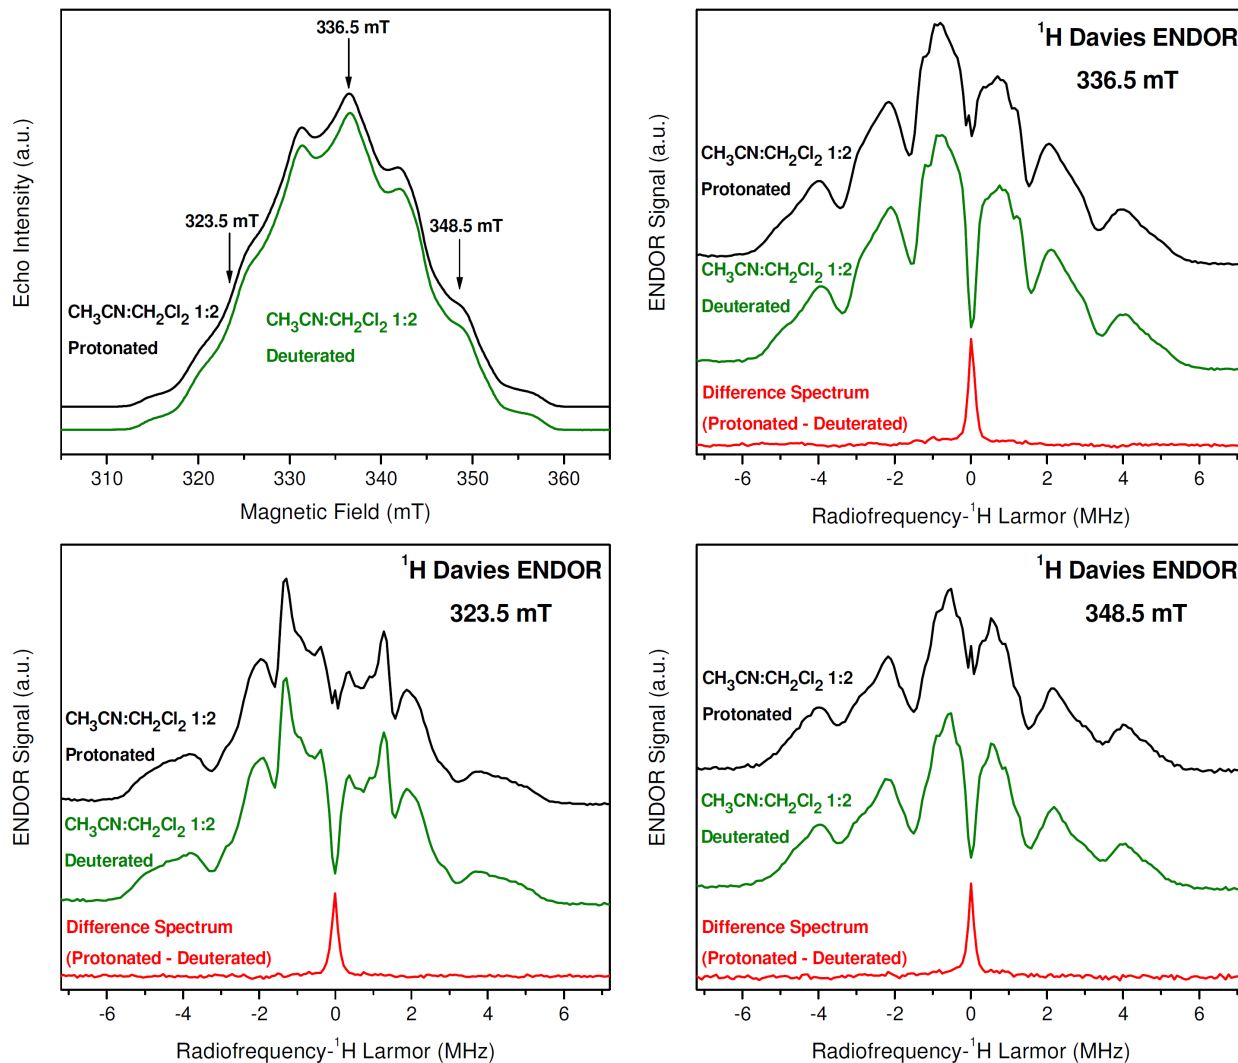 336.5 mT
323.5 mT
348.5 mT
CH₃CN:CH₂Cl₂ 1:2
Protonated
CH₃CN:CH₂Cl₂ 1:2
Deuterated
Echo Intensity (a.u.)
310 320 330 340 350 360
Magnetic Field (mT)
¹H Davies ENDOR
336.5 mT
CH₃CN:CH₂Cl₂ 1:2
Protonated
CH₃CN:CH₂Cl₂ 1:2
Deuterated
Difference Spectrum
(Protonated - Deuterated)
ENDOR Signal (a.u.)
-6 -4 -2 0 2 4 6
Radiofrequency-¹H Larmor (MHz)
¹H Davies ENDOR
323.5 mT
CH₃CN:CH₂Cl₂ 1:2
Protonated
CH₃CN:CH₂Cl₂ 1:2
Deuterated
Difference Spectrum
(Protonated - Deuterated)
ENDOR Signal (a.u.)
-6 -4 -2 0 2 4 6
Radiofrequency-¹H Larmor (MHz)
¹H Davies ENDOR
348.5 mT
CH₃CN:CH₂Cl₂ 1:2
Protonated
CH₃CN:CH₂Cl₂ 1:2
Deuterated
Difference Spectrum
(Protonated - Deuterated)
ENDOR Signal (a.u.)
-6 -4 -2 0 2 4 6
Radiofrequency-¹H Larmor (MHz)